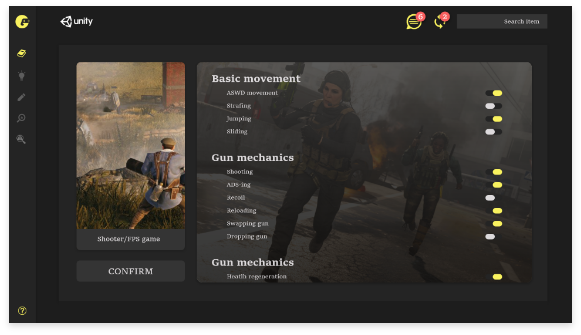 unity
6
2
Search item
Basic movement
ASWD movement
Strafing
Jumping
Sliding
Gun mechanics
Shooting
ADS-ing
Recoil
Reloading
Swapping gun
Dropping gun
Gun mechanics
Health regeneration
Shooter/FPS game
CONFIRM